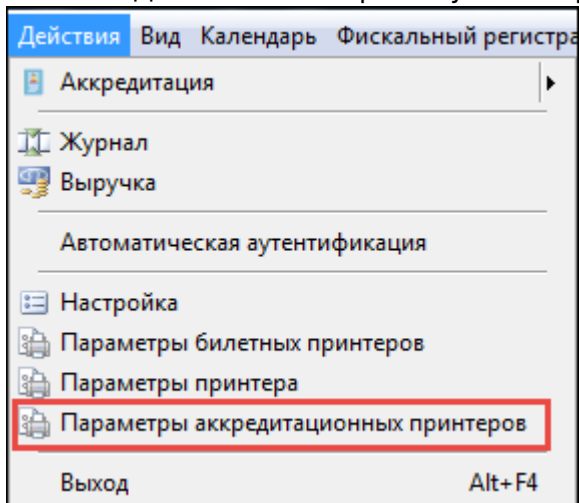 Действия Вид Календарь Фискальный регистра
Аккредитация
Журнал
Выручка
Автоматическая аутентификация
Настройка
Параметры билетных принтеров
Параметры принтера
Параметры аккредитационных принтеров
Выход Alt+F4